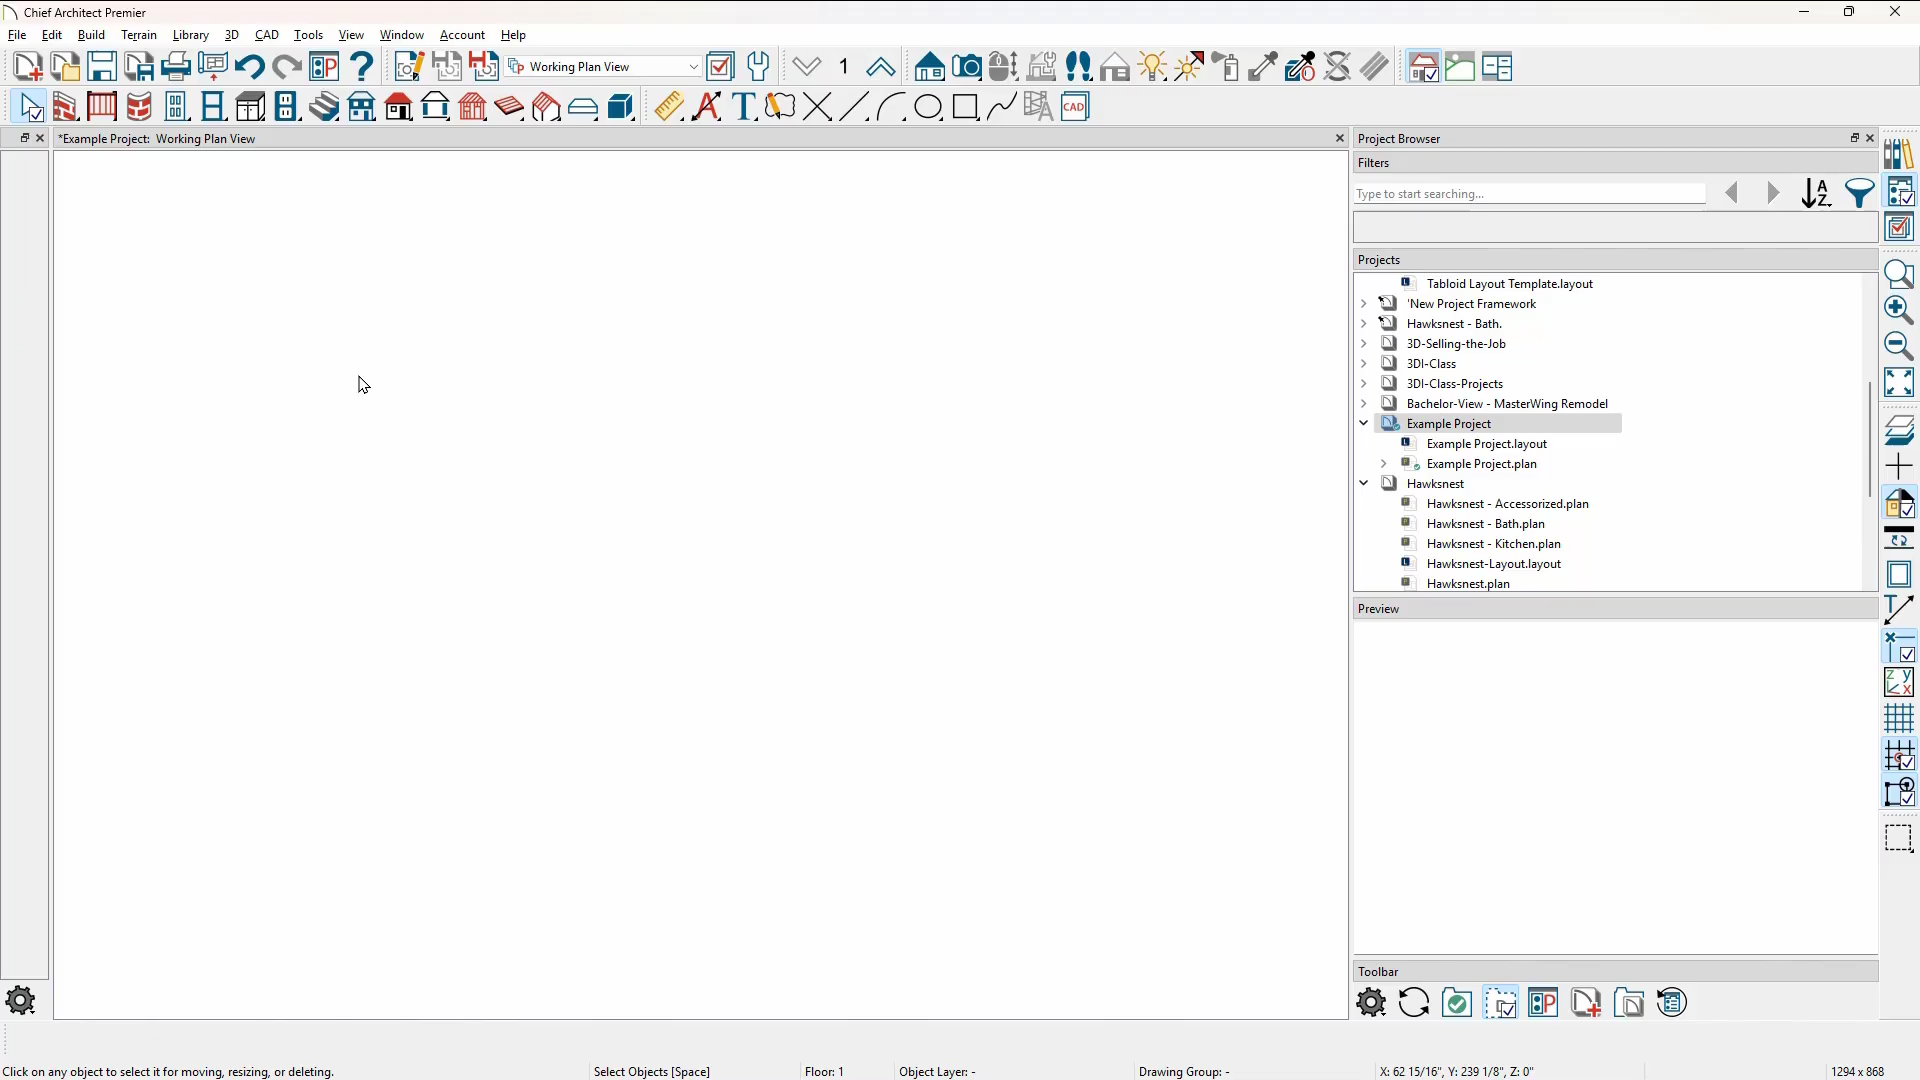 Chief Architect Premier
File Edit Build Terrain Library 3D CAD Tools View Window Account Help
Working Plan View 1
CAD
*Example Project: Working Plan View
Project Browser
Filters
Type to start searching...
Projects
Tabloid Layout Template.layout
'New Project Framework
Hawksnest - Bath.
3D-Selling-the-Job
3DI-Class
3DI-Class-Projects
Bachelor-View - MasterWing Remodel
Example Project
Example Project.layout
Example Project.plan
Hawksnest
Hawksnest - Accessorized.plan
Hawksnest - Bath.plan
Hawksnest - Kitchen.plan
Hawksnest-Layout.layout
Hawksnest.plan
Preview
Toolbar
Click on any object to select it for moving, resizing, or deleting. Select Objects [Space] Floor: 1 Object Layer: - Drawing Group: - X: 62 15/16", Y: 239 1/8", Z: 0" 1294 x 868